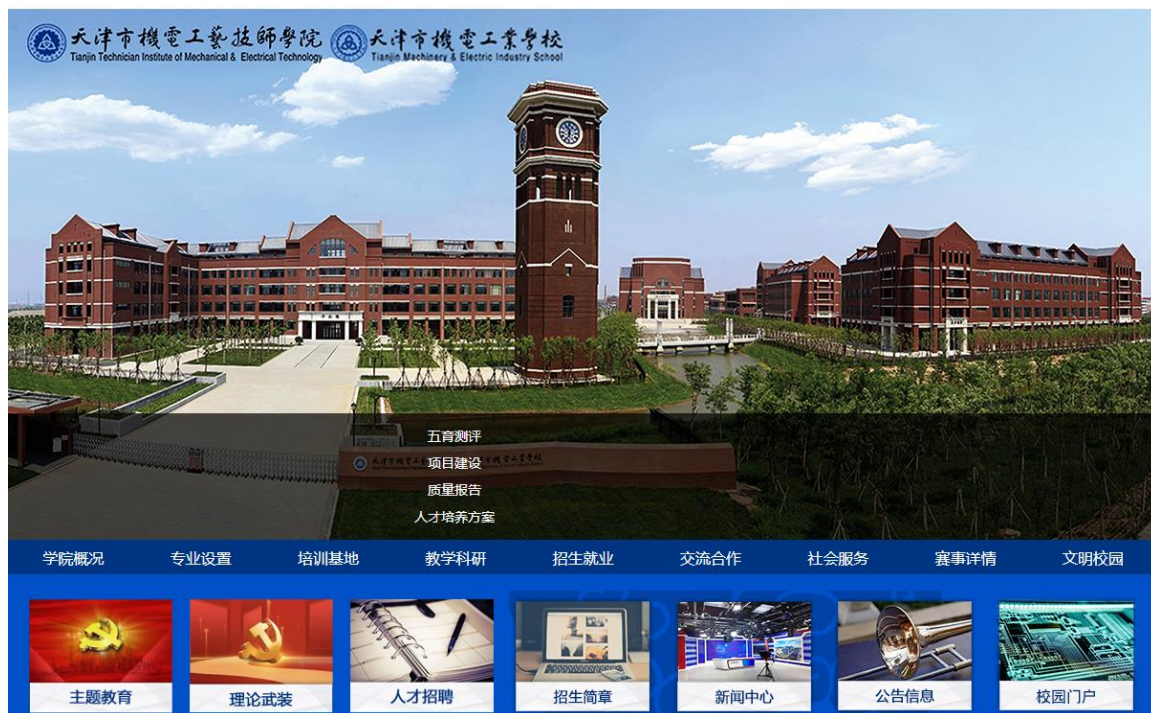 天津市機電工藝技師學院
Tianjin Technician Institute of Mechanical & Electrical Technology
天津市機電工業學校
Tianjin Machinery & Electric Industry School
五育测评
项目建设
质量报告
人才培养方案
学院概况 专业设置 培训基地 教学科研 招生就业 交流合作 社会服务 赛事详情 文明校园
主题教育 理论武装 人才招聘 招生简章 新闻中心 公告信息 校园门户